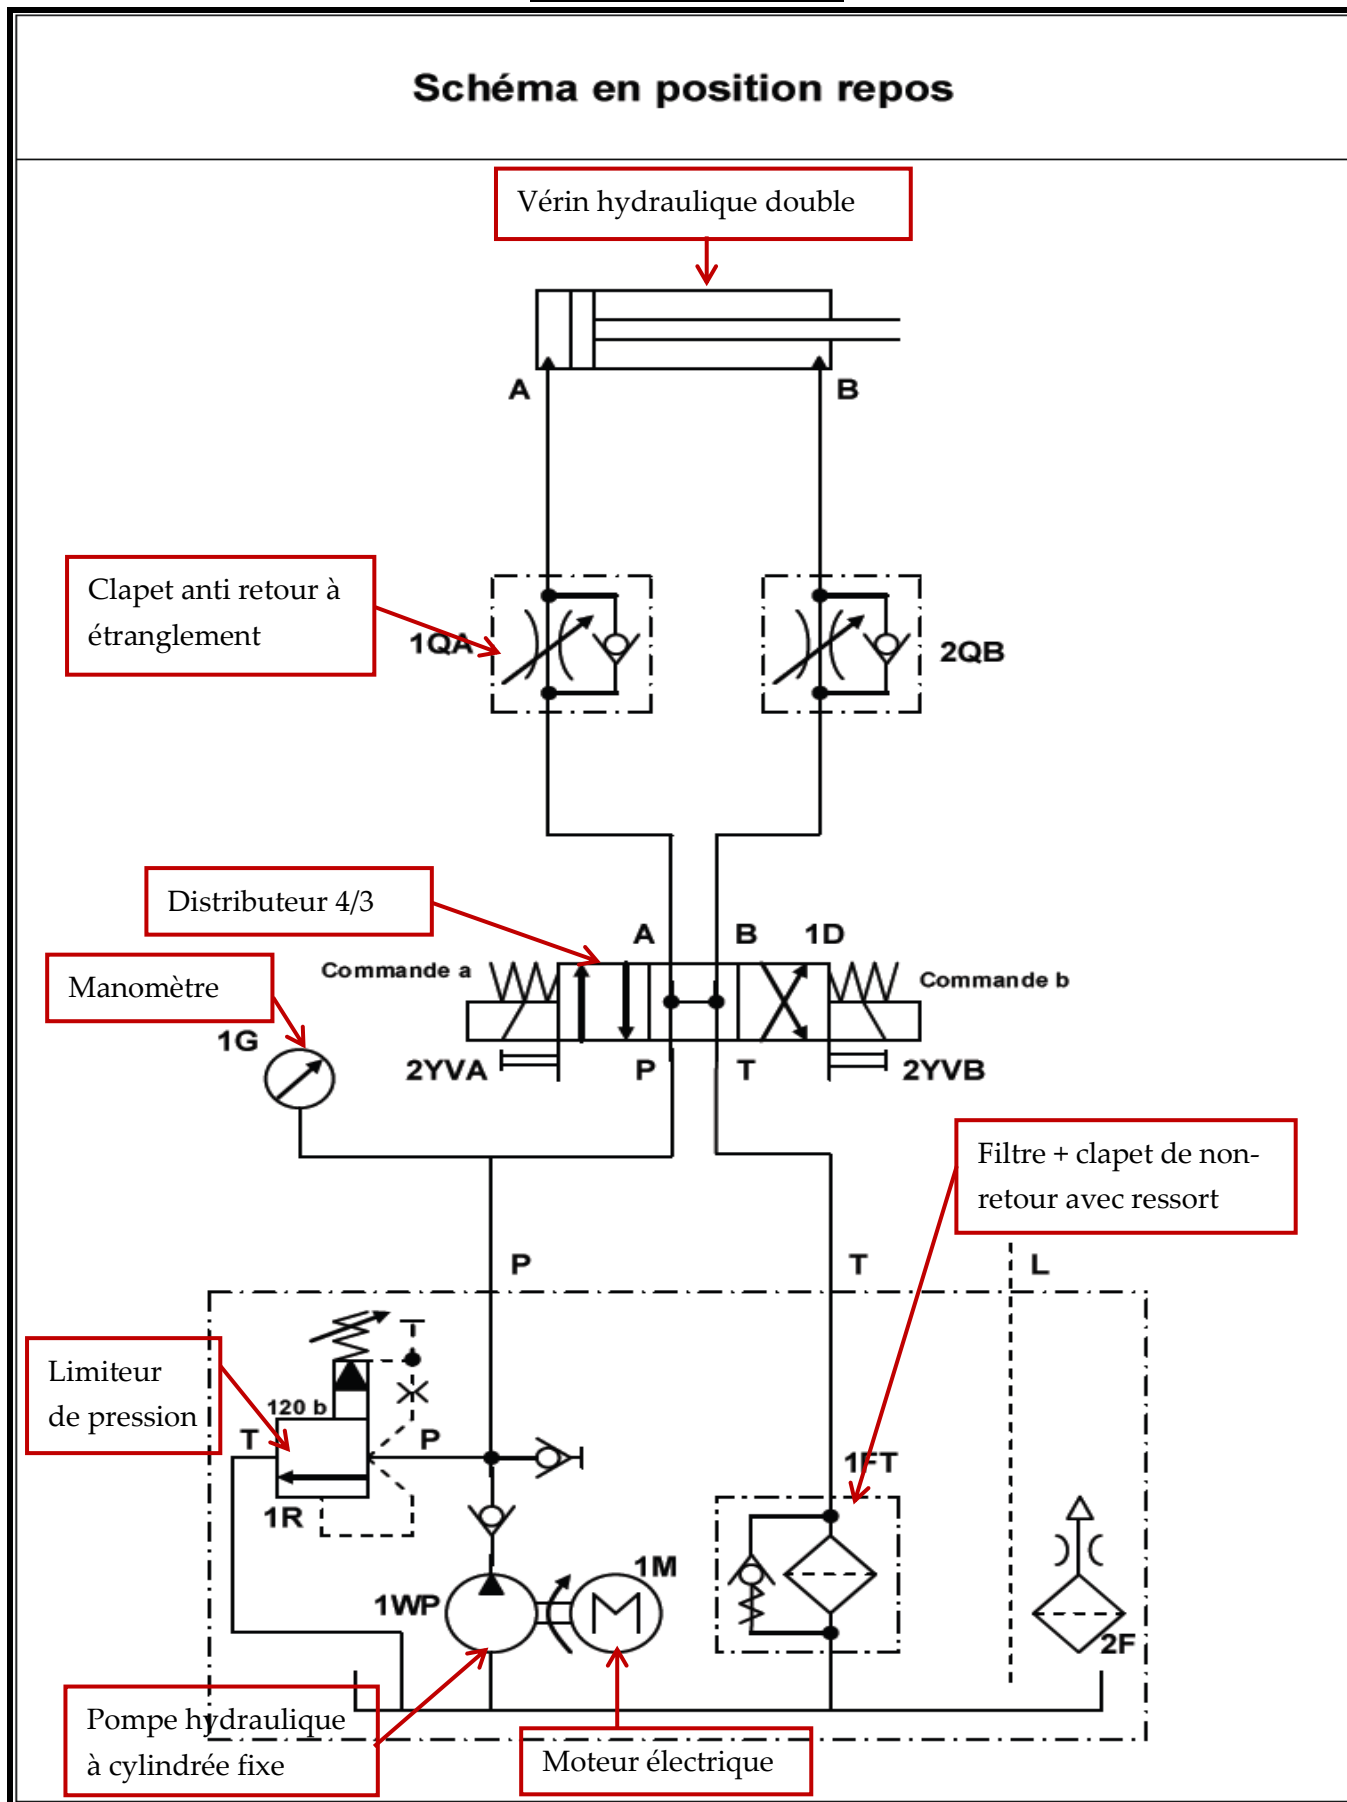 Schéma en position repos
Vérin hydraulique double
A
B
Clapet anti retour à
étranglement
1QA
2QB
Distributeur 4/3
A
B
1D
Commande a
Commande b
Manomètre
1G
2YVA
P
T
2YVB
Filtre + clapet de non-
retour avec ressort
P
T
L
Limiteur
de pression
120 b
T
P
1FT
1R
1M
1WP
M
2F
Pompe hydraulique
à cylindrée fixe
Moteur électrique